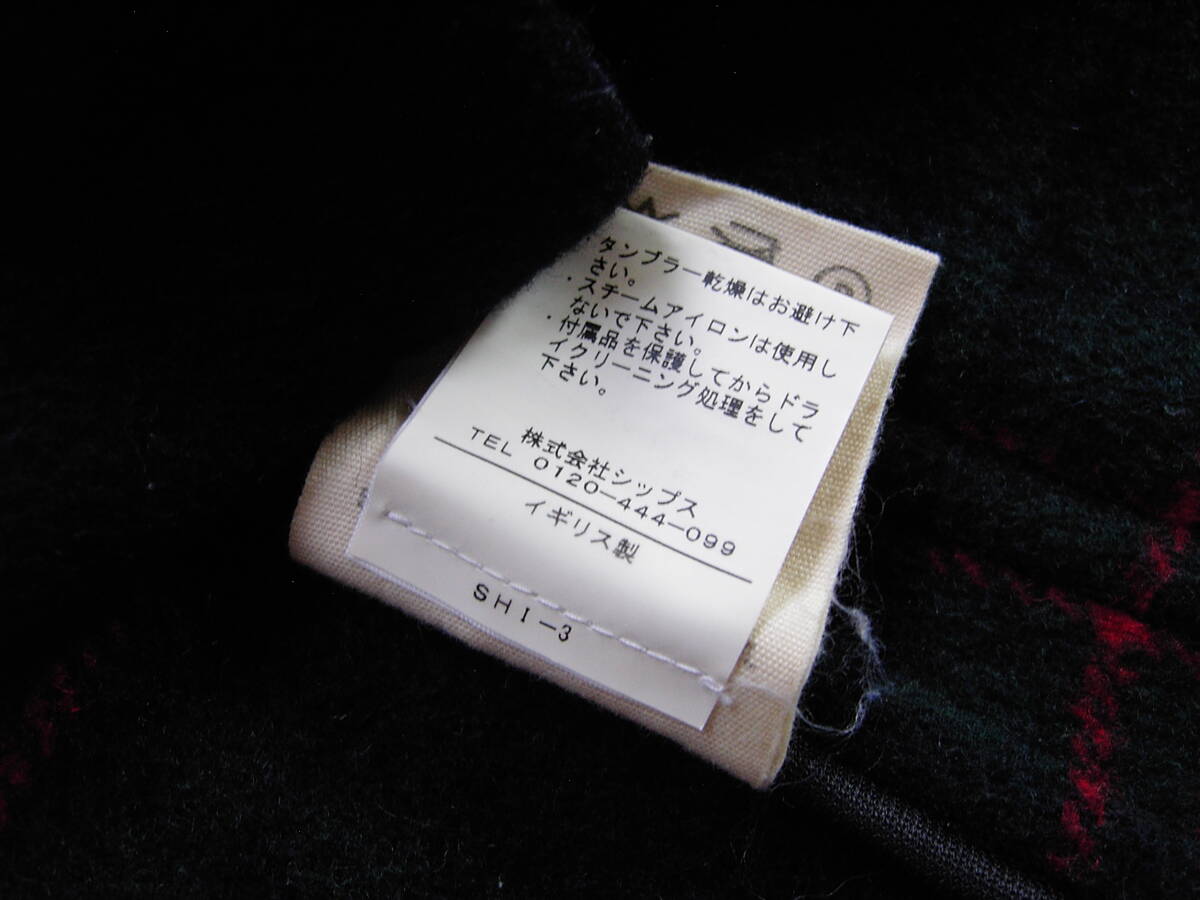 ・タンブラー乾燥はお避け下
さい。
・スチームアイロンは使用し
ないで下さい。
・付属品を保護してからドラ
イクリーニング処理をして
下さい。
株式会社シップス
TEL 0120-444-099
イギリス製
SHI-3